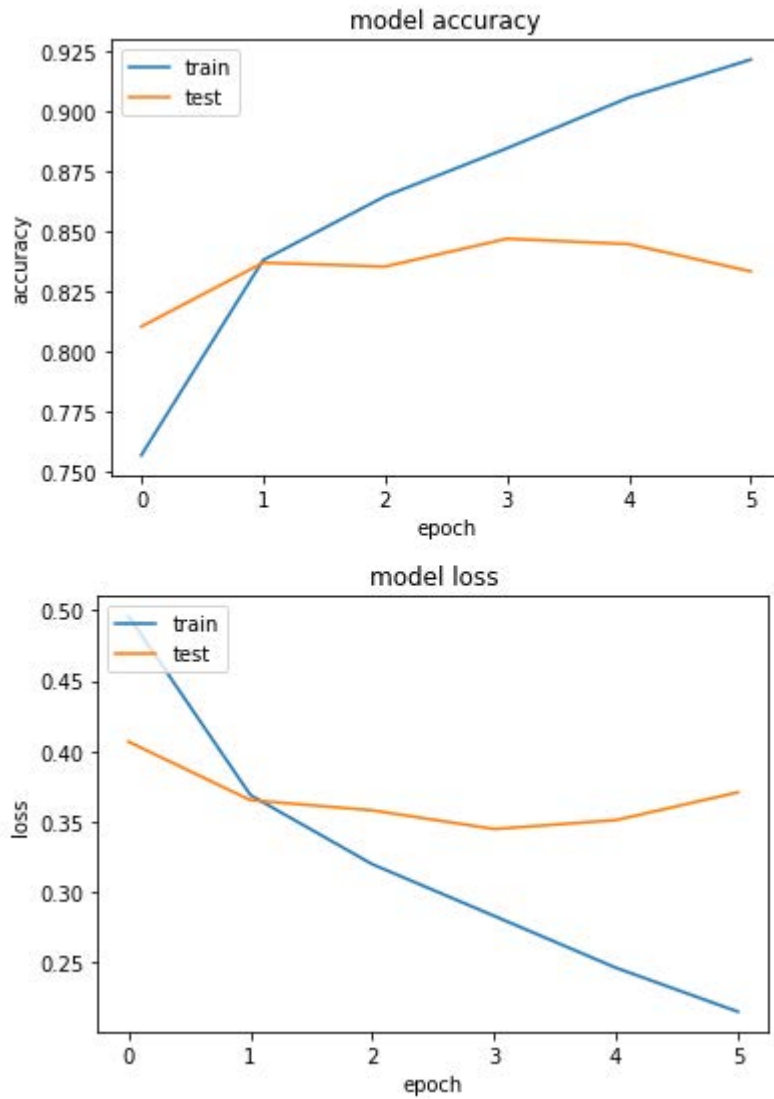 model accuracy
train
test
0.925
0.900
0.875
0.850
0.825
0.800
0.775
0.750
accuracy
0 1 2 3 4 5
epoch
model loss
train
test
0.50
0.45
0.40
0.35
0.30
0.25
loss
0 1 2 3 4 5
epoch